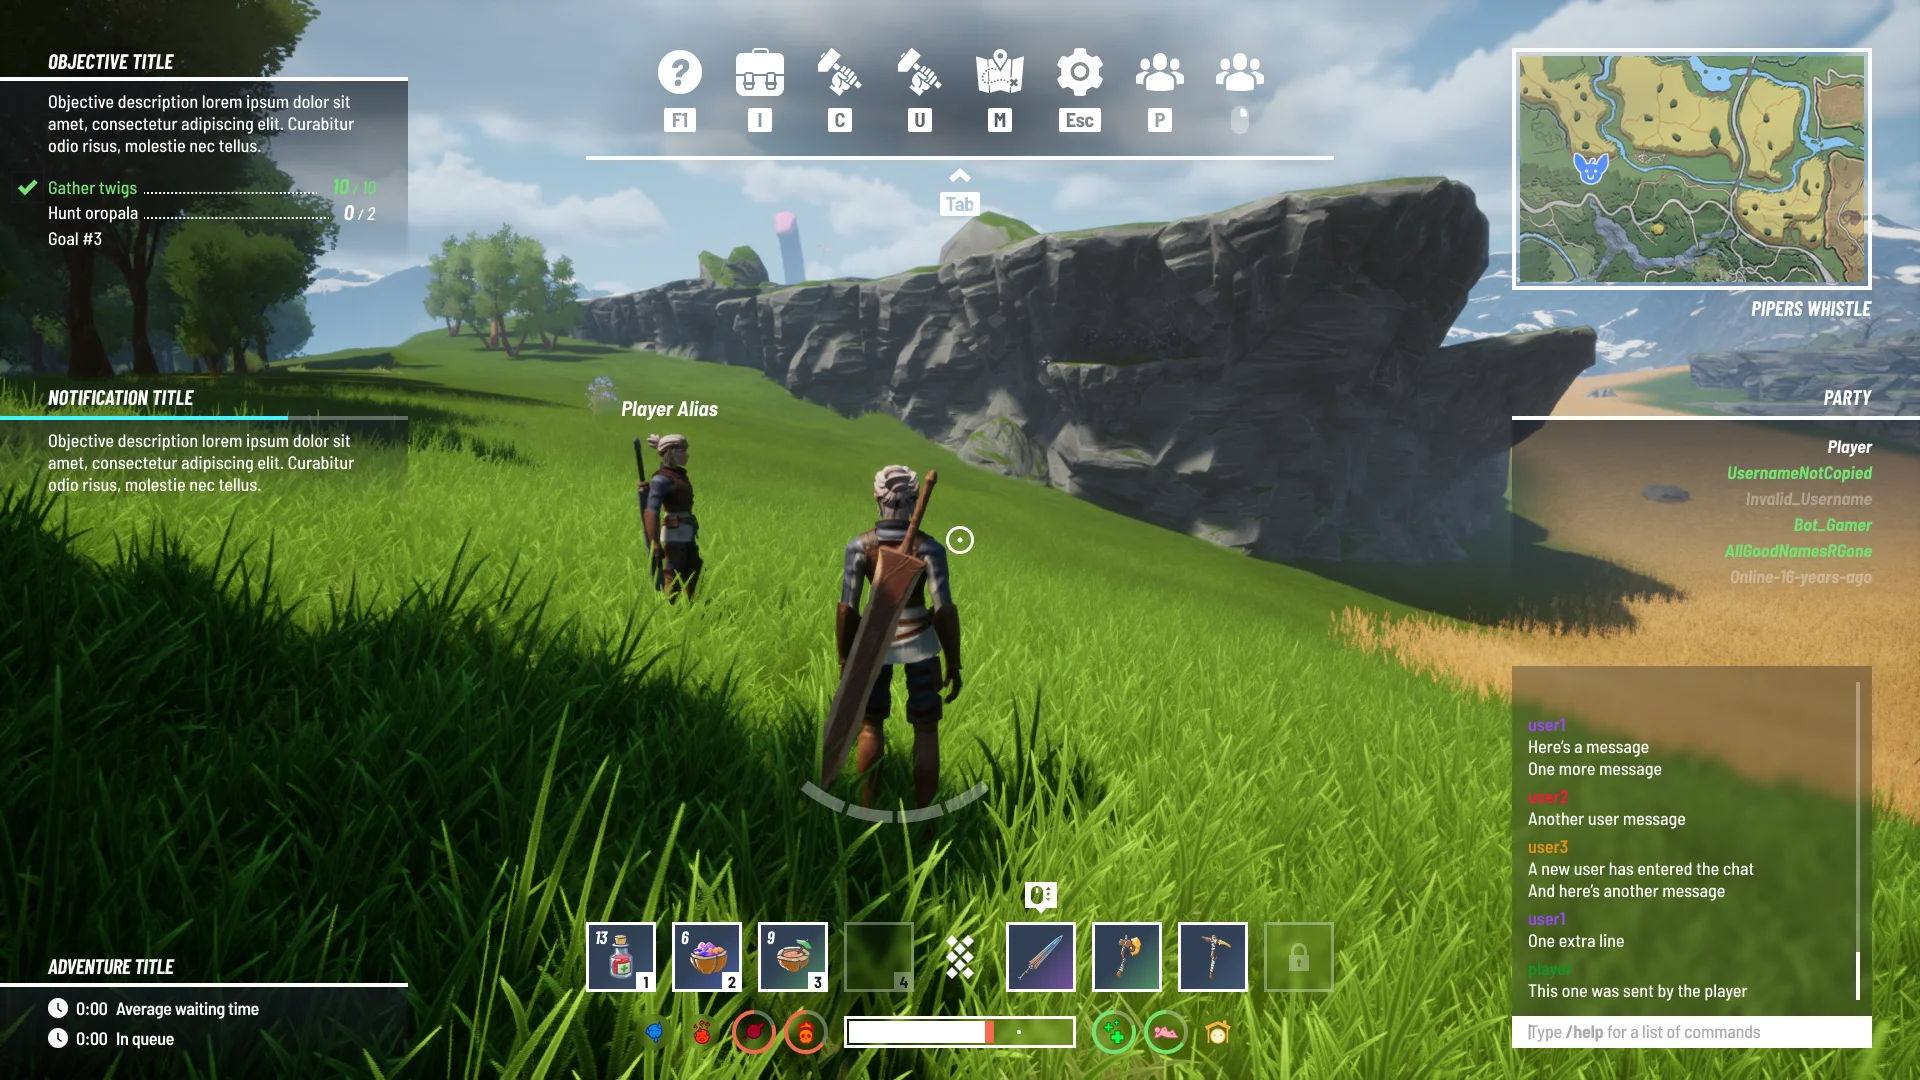 OBJECTIVE TITLE
Objective description lorem ipsum dolor sit
amet, consectetur adipiscing elit. Curabitur
odio risus, molestie nec tellus.
Gather twigs 10 / 10
Hunt oropala 0 / 2
Goal #3
NOTIFICATION TITLE
Objective description lorem ipsum dolor sit
amet, consectetur adipiscing elit. Curabitur
odio risus, molestie nec tellus.
ADVENTURE TITLE
0:00 Average waiting time
0:00 In queue
?
F1 I C U M Esc P
Tab
Player Alias
13 6 9
1 2 3 4
PIPERS WHISTLE
PARTY
Player
UsernameNotCopied
Invalid_Username
Bot_Gamer
AllGoodNamesRGone
Online-16-years-ago
user1
Here's a message
One more message
user2
Another user message
user3
A new user has entered the chat
And here's another message
user1
One extra line
player
This one was sent by the player
Type /help for a list of commands